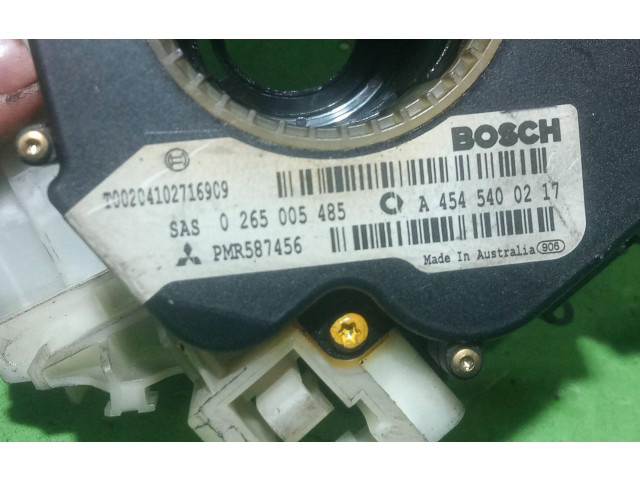 BOSCH
T00204102716909
SAS 0 265 005 485 A 454 540 02 17
PMR587456
Made In Australia 906